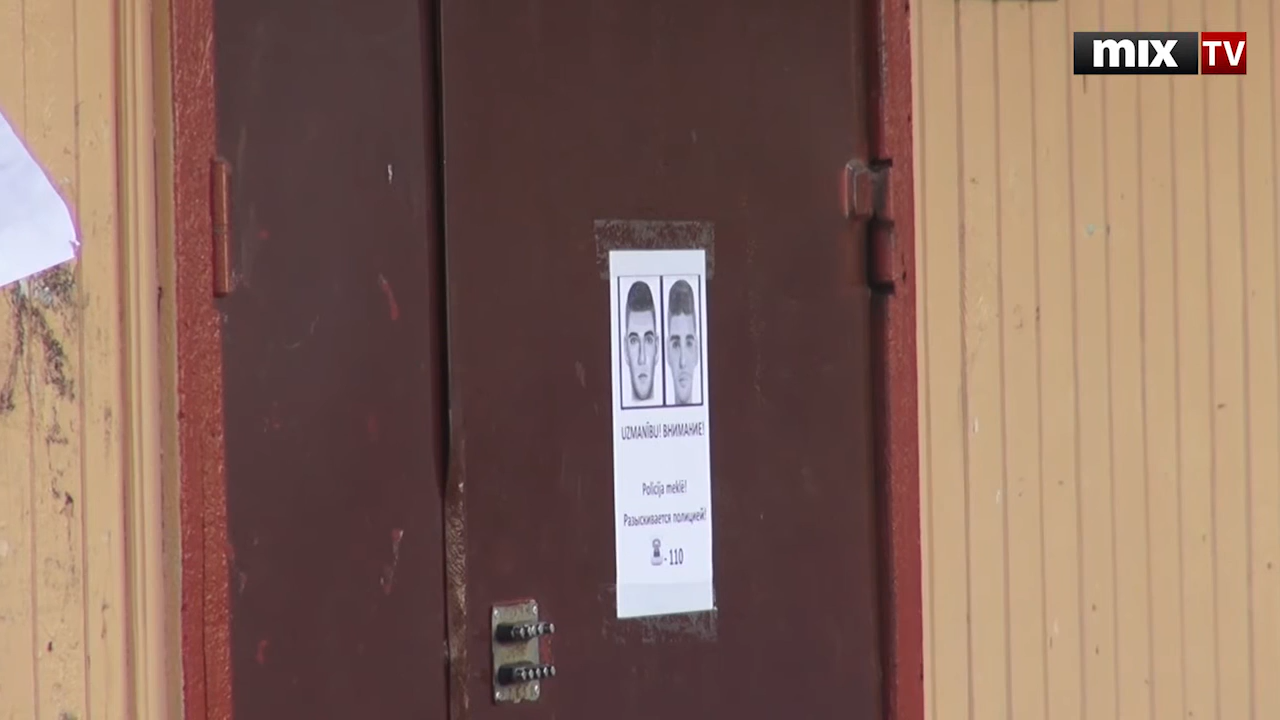 mix TV
UZMANĪBU! ВНИМАНИЕ!
Policija meklē!
Разыскивается полицией!
- 110